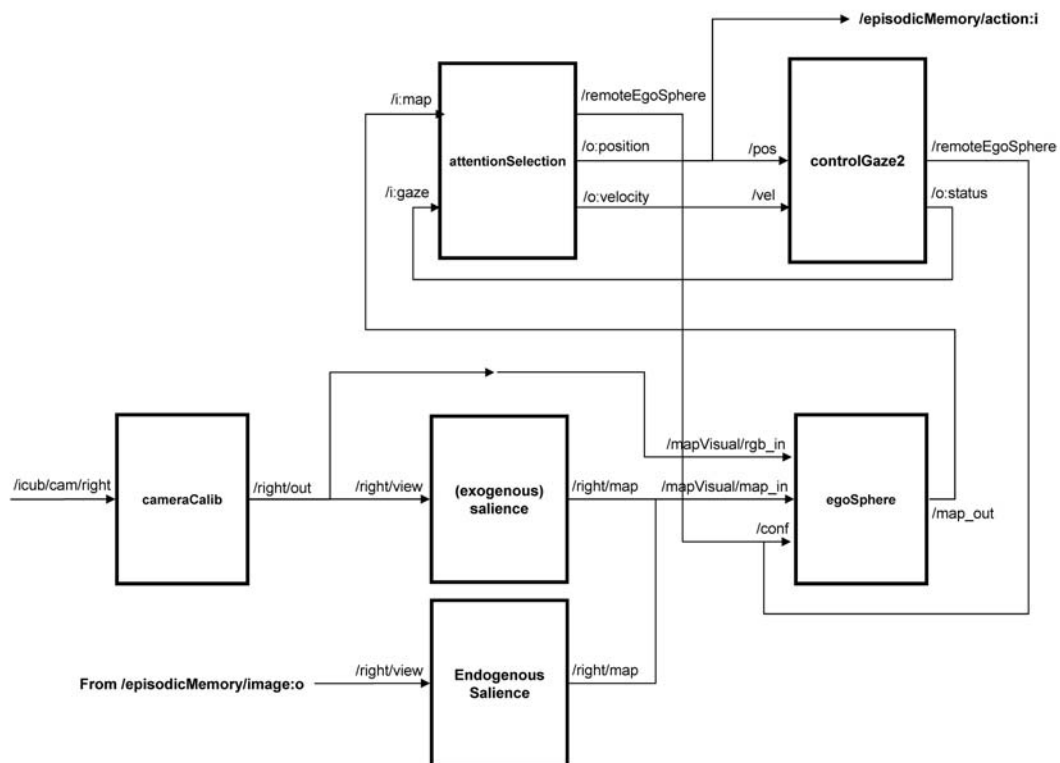 /episodicMemory/action:i
/i:map
/remoteEgoSphere
attentionSelection
/o:position
/pos
controlGaze2
/remoteEgoSphere
/i:gaze
/o:velocity
/vel
/o:status
/mapVisual/rgb_in
/icub/cam/right
cameraCalib
/right/out
/right/view
(exogenous)
salience
/right/map
/mapVisual/map_in
egoSphere
/map_out
/conf
From /episodicMemory/image:o
/right/view
Endogenous
Salience
/right/map